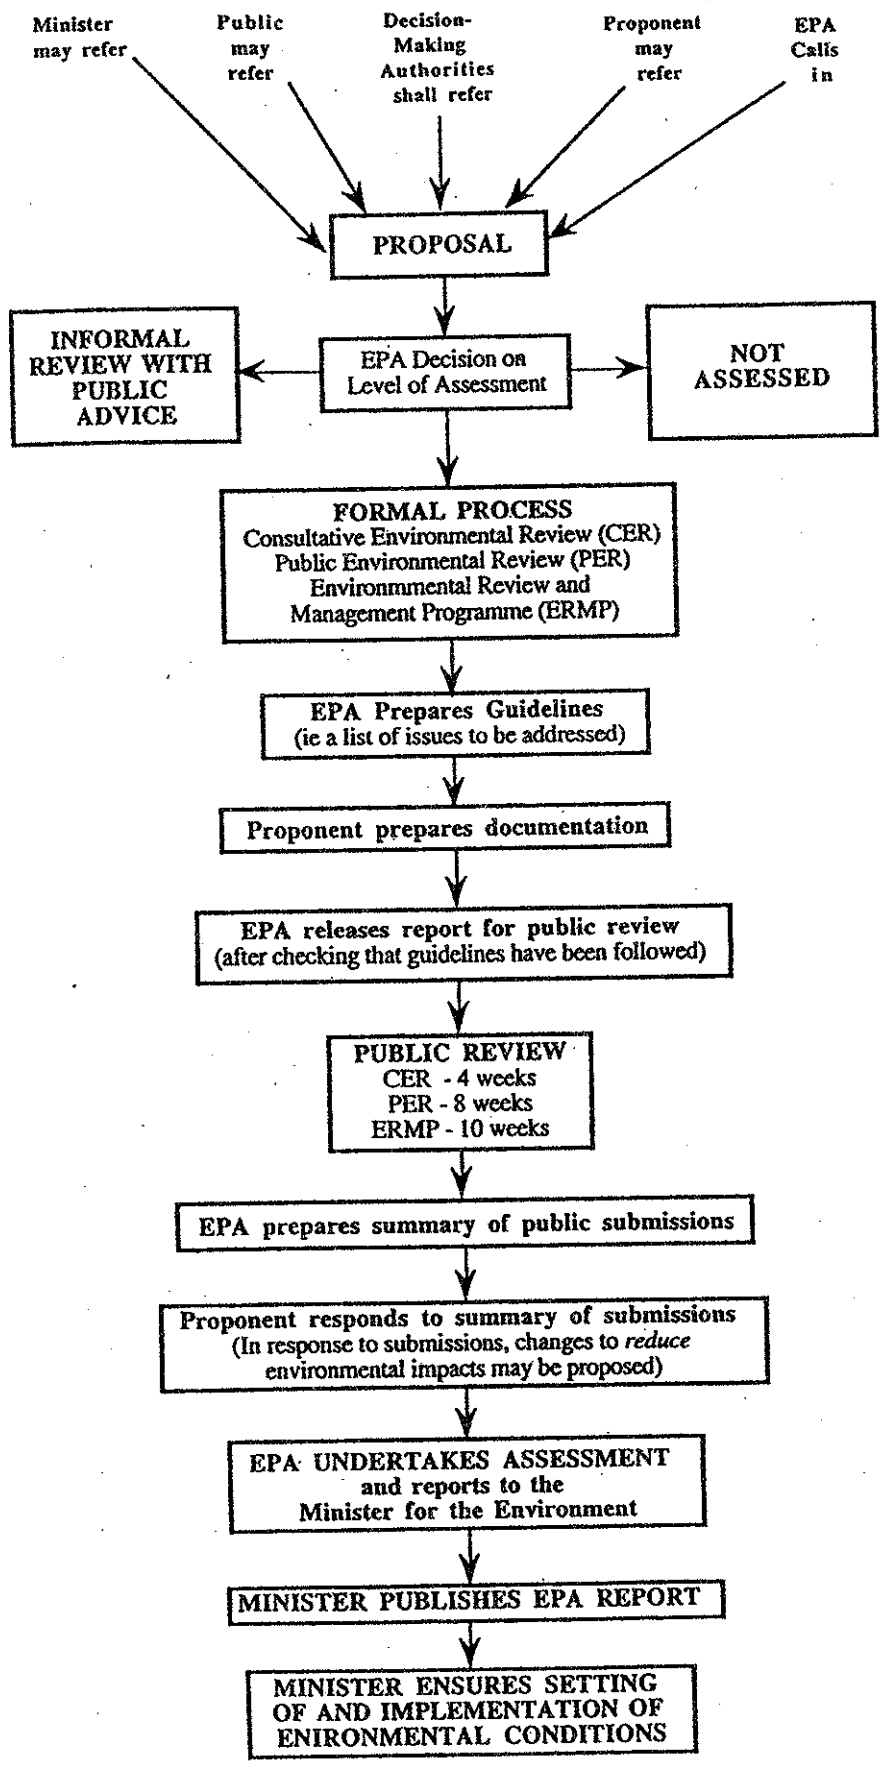 Minister
may refer
Public
may
refer
Decision-
Making
Authorities
shall refer
Proponent
may
refer
EPA
Calls
in
PROPOSAL
INFORMAL
REVIEW WITH
PUBLIC
ADVICE
EPA Decision on
Level of Assessment
NOT
ASSESSED
FORMAL PROCESS
Consultative Environmental Review (CER)
Public Environmental Review (PER)
Environmmental Review and
Management Programme (ERMP)
EPA Prepares Guidelines
(ie a list of issues to be addressed)
Proponent prepares documentation
EPA releases report for public review
(after checking that guidelines have been followed)
PUBLIC REVIEW
CER - 4 weeks
PER - 8 weeks
ERMP - 10 weeks
EPA prepares summary of public submissions
Proponent responds to summary of submissions
(In response to submissions, changes to reduce
environmental impacts may be proposed)
EPA UNDERTAKES ASSESSMENT
and reports to the
Minister for the Environment
MINISTER PUBLISHES EPA REPORT
MINISTER ENSURES SETTING
OF AND IMPLEMENTATION OF
ENIRONMENTAL CONDITIONS